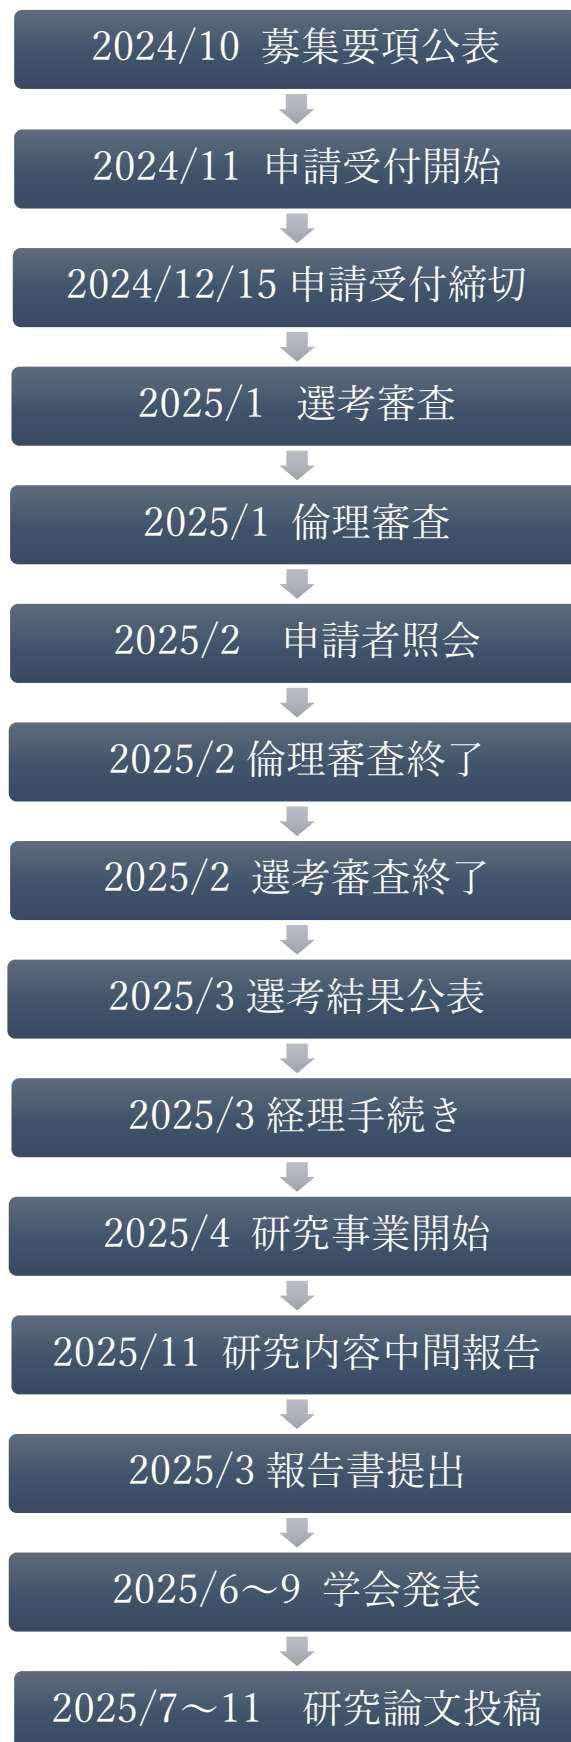 2024/10 募集要項公表
2024/11 申請受付開始
2024/12/15 申請受付締切
2025/1 選考審査
2025/1 倫理審査
2025/2 申請者照会
2025/2 倫理審査終了
2025/2 選考審査終了
2025/3 選考結果公表
2025/3 経理手続き
2025/4 研究事業開始
2025/11 研究内容中間報告
2025/3 報告書提出
2025/6～9 学会発表
2025/7～11 研究論文投稿